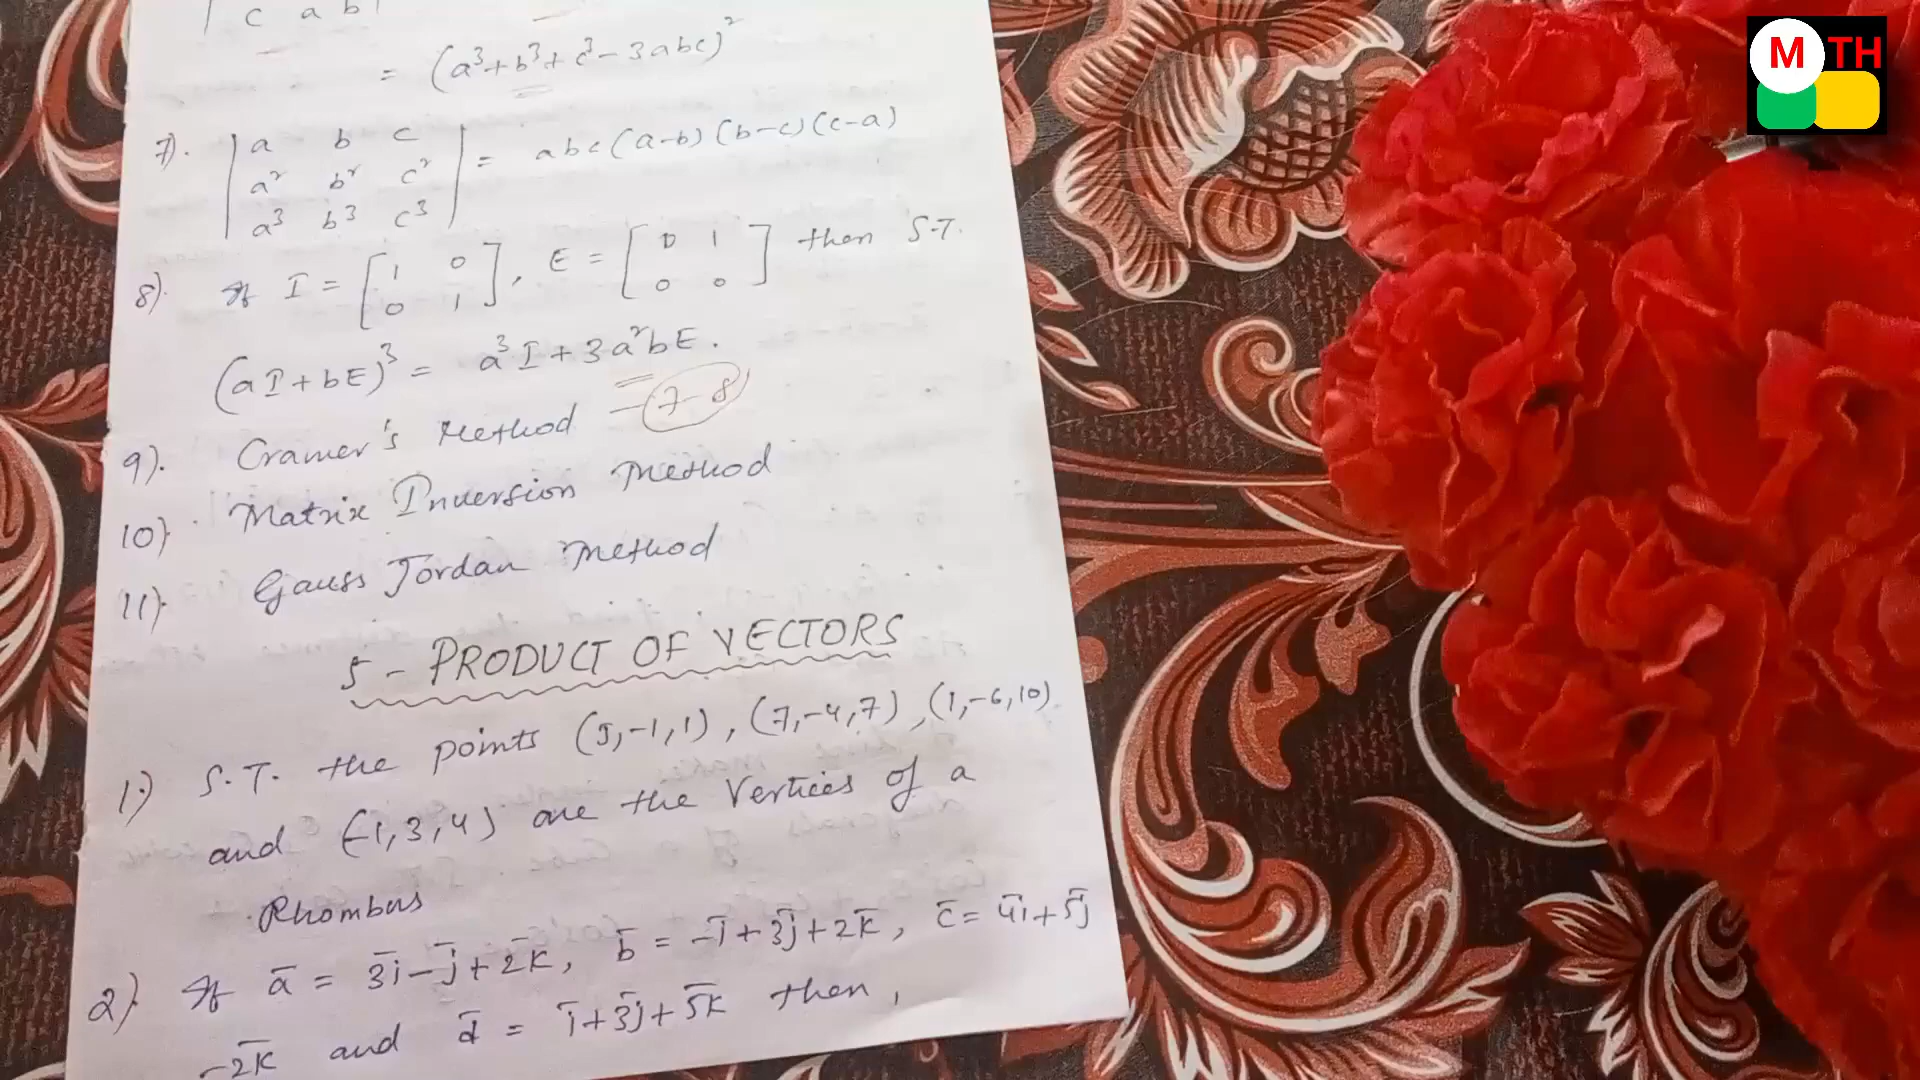 c a b
= (a³+b³+c³-3abc)²
7). | a b c | = abc(a-b)(b-c)(c-a)
a² b² c²
a³ b³ c³
8). If I = [ 1 0 ], E = [ 0 1 ] then S.T.
0 1 0 0
(aI+bE)³ = a³I+3a²bE.
9). Cramer's Method - 7-8
10). Matrix Inversion Method
11). Gauss Jordan Method
5 - PRODUCT OF VECTORS
1.) S.T. the points (5,-1,1), (7,-4,7), (1,-6,10)
and (-1,3,4) are the vertices of a
Rhombus
2). If a̅ = 3i̅-j̅+2k̅, b̅ = -i̅+3j̅+2k̅, c̅ = 4i̅+5j̅
-2k̅ and d̅ = i̅+3j̅+5k̅ then,
M TH